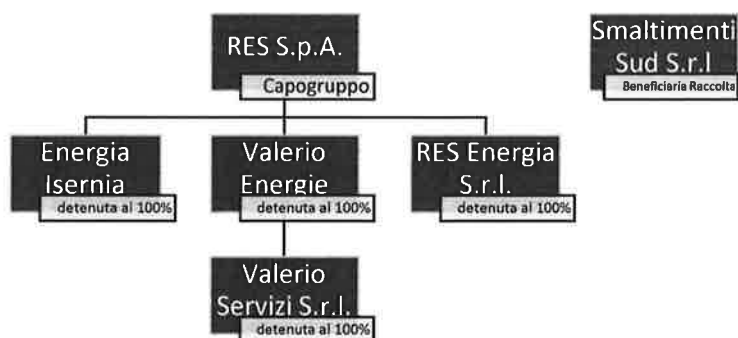 RES S.p.A.
Capogruppo
Smaltimenti
Sud S.r.l
Beneficiaria Raccolta
Energia
Isernia
detenuta al 100%
Valerio
Energie
detenuta al 100%
RES Energia
S.r.l.
detenuta al 100%
Valerio
Servizi S.r.l.
detenuta al 100%